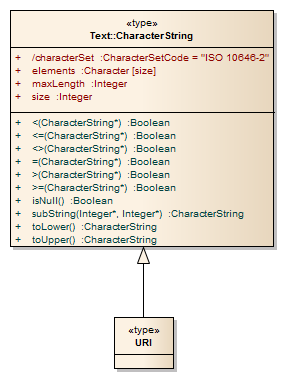 «type»
Text::CharacterString
+ /characterSet :CharacterSetCode = "ISO 10646-2"
+ elements :Character [size]
+ maxLength :Integer
+ size :Integer
+ <(CharacterString*) :Boolean
+ <=(CharacterString*) :Boolean
+ <>(CharacterString*) :Boolean
+ =(CharacterString*) :Boolean
+ >(CharacterString*) :Boolean
+ >=(CharacterString*) :Boolean
+ isNull() :Boolean
+ subString(Integer*, Integer*) :CharacterString
+ toLower() :CharacterString
+ toUpper() :CharacterString
«type»
URI